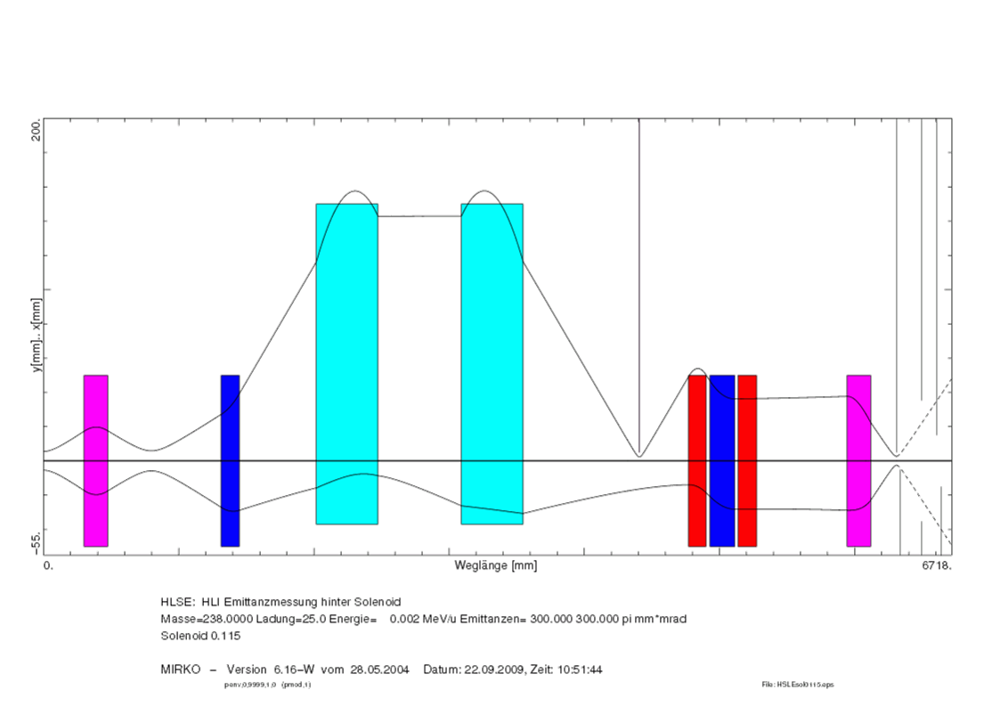 200.
y[mm].. x[mm]
−55.
0.
Weglänge [mm]
6718.
HLSE: HLI Emittanzmessung hinter Solenoid
Masse=238.0000 Ladung=25.0 Energie= 0.002 MeV/u Emittanzen= 300.000 300.000 pi mm*mrad
Solenoid 0.115
MIRKO − Version 6.16−W vom 28.05.2004 Datum: 22.09.2009, Zeit: 10:51:44
penv,0,9999,1,0 (pmod,1)
File: HSLEsol0115.eps